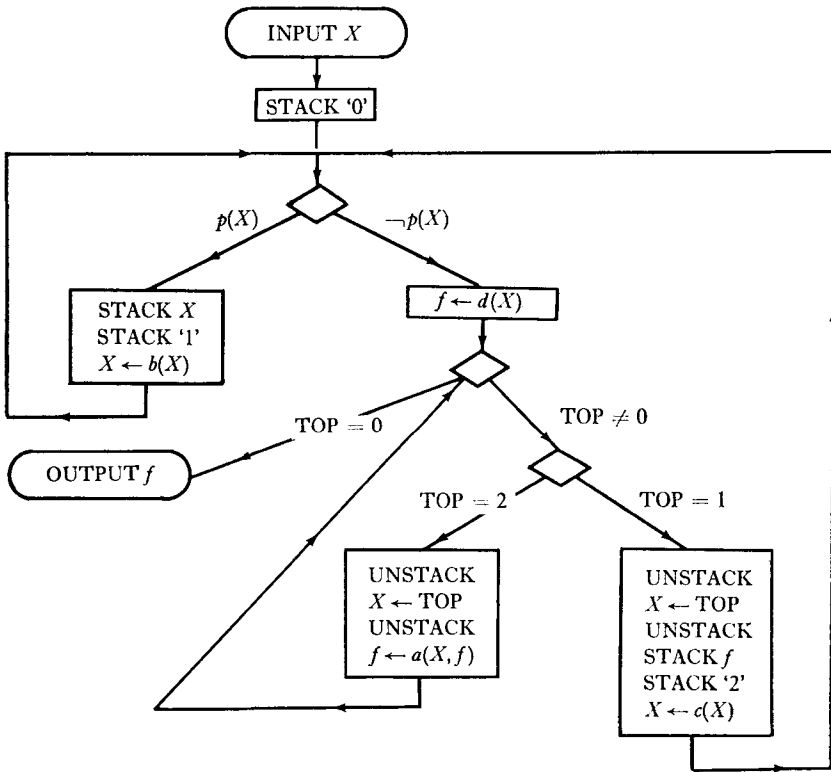 INPUT X
STACK '0'
p(X)
¬p(X)
STACK X
STACK '1'
X ← b(X)
f ← d(X)
TOP = 0
TOP ≠ 0
OUTPUT f
TOP = 2
TOP = 1
UNSTACK
X ← TOP
UNSTACK
f ← a(X, f)
UNSTACK
X ← TOP
UNSTACK
STACK f
STACK '2'
X ← c(X)